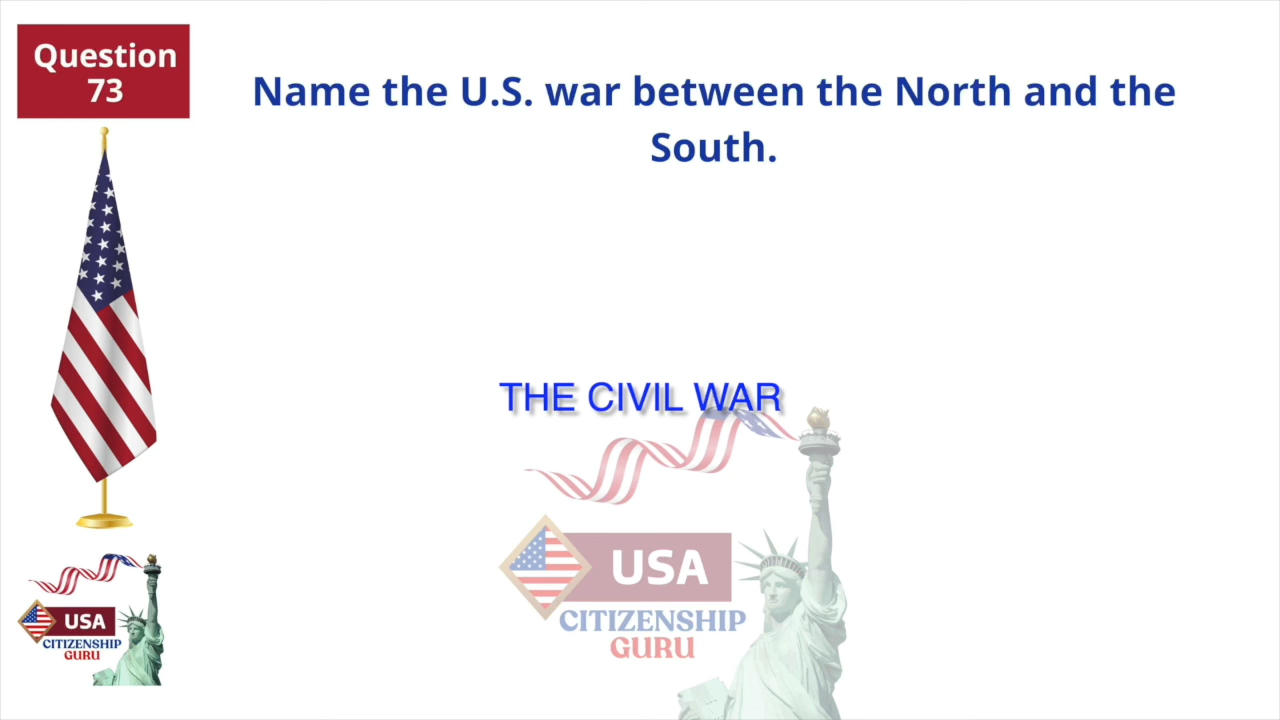 Question
73
Name the U.S. war between the North and the
South.
THE CIVIL WAR
USA
CITIZENSHIP
GURU
USA
CITIZENSHIP
GURU